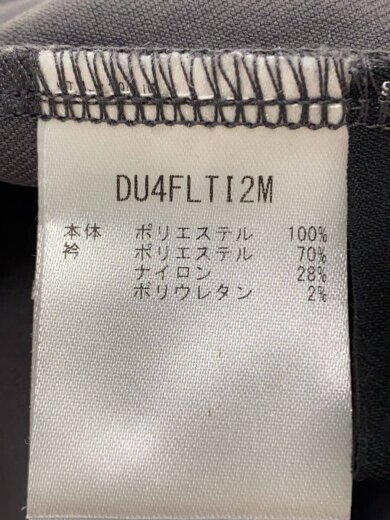 DU4FLTI2M
本体 ポリエステル 100%
衿 ポリエステル 70%
ナイロン 28%
ポリウレタン 2%